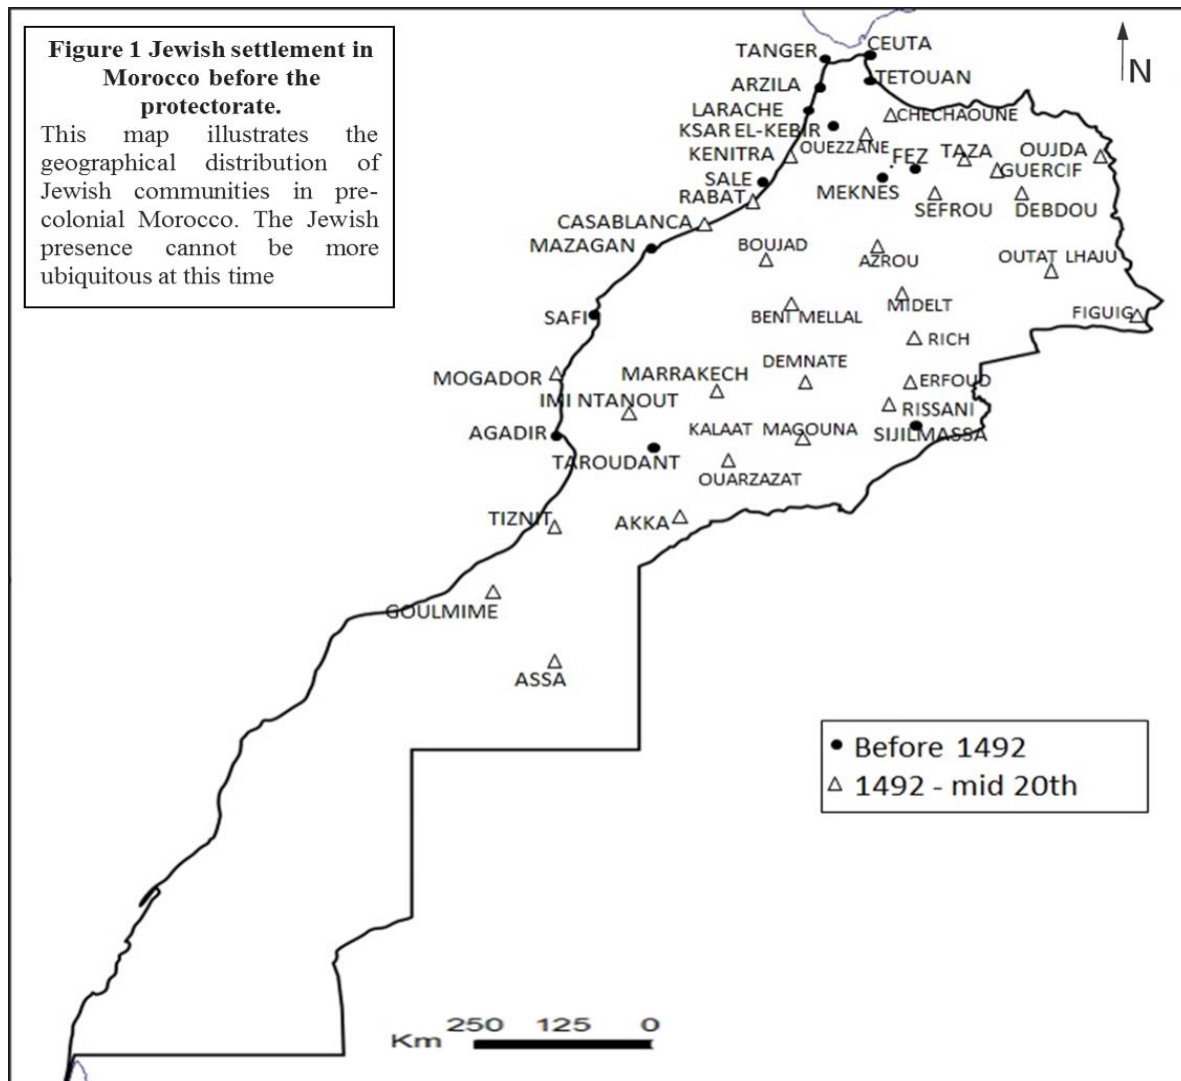 Figure 1 Jewish settlement in
Morocco before the
protectorate.
This map illustrates the
geographical distribution of
Jewish communities in pre-
colonial Morocco. The Jewish
presence cannot be more
ubiquitous at this time
N
TANGER
CEUTA
ARZILA
TETOUAN
LARACHE
CHECHAOUNE
KSAR EL-KEBIR
OUEZZANE
KENITRA
FEZ
TAZA
OUJDA
GUERCIF
SALE
MEKNES
RABAT
SEFROU
DEBDOU
CASABLANCA
MAZAGAN
BOUJAD
AZROU
OUTAT LHAJU
MIDELT
SAFI
BENI MELLAL
FIGUIG
RICH
DEMNATE
MOGADOR
MARRAKECH
ERFOUD
IMI NTANOUT
RISSANI
AGADIR
KALAAT MAGOUNA
SIJILMASSA
TAROUDANT
OUARZAZAT
TIZNIT
AKKA
GOULMIME
ASSA
Before 1492
1492 - mid 20th
Km 250 125 0